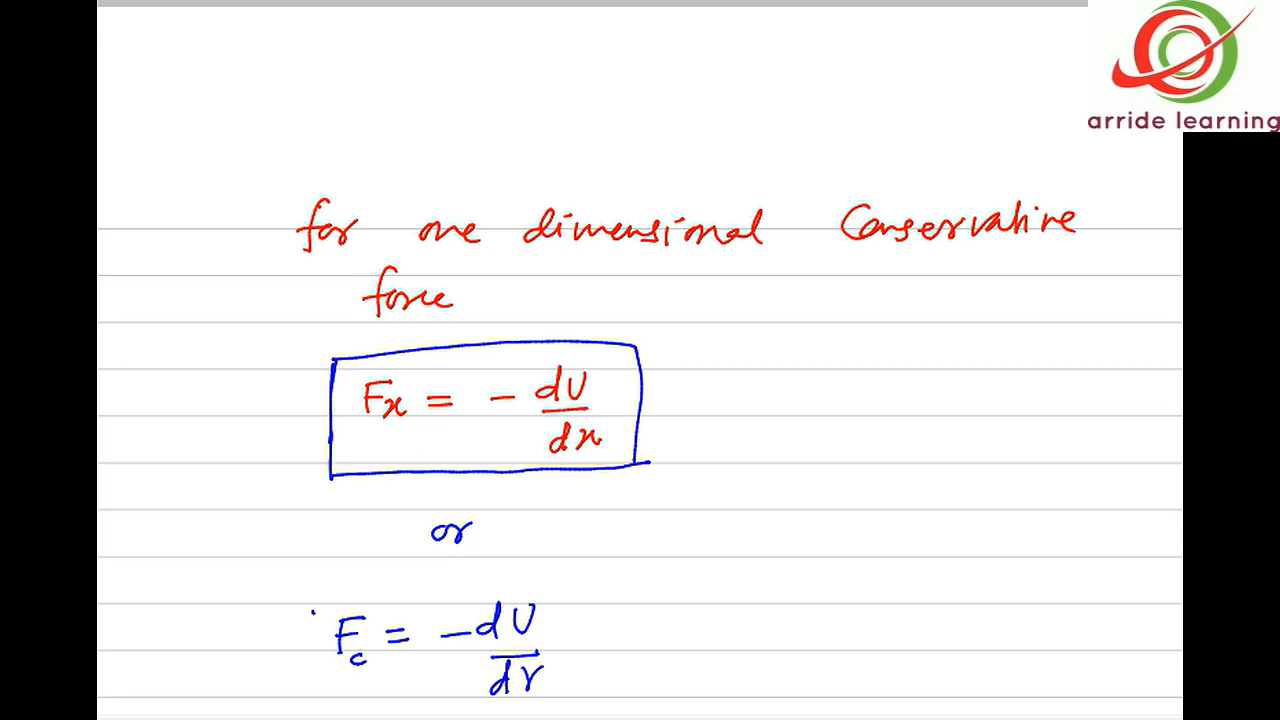 arride learning
for one dimensional Conservative
force
Fx = - dU/dx
or
Fc = - dU/dr